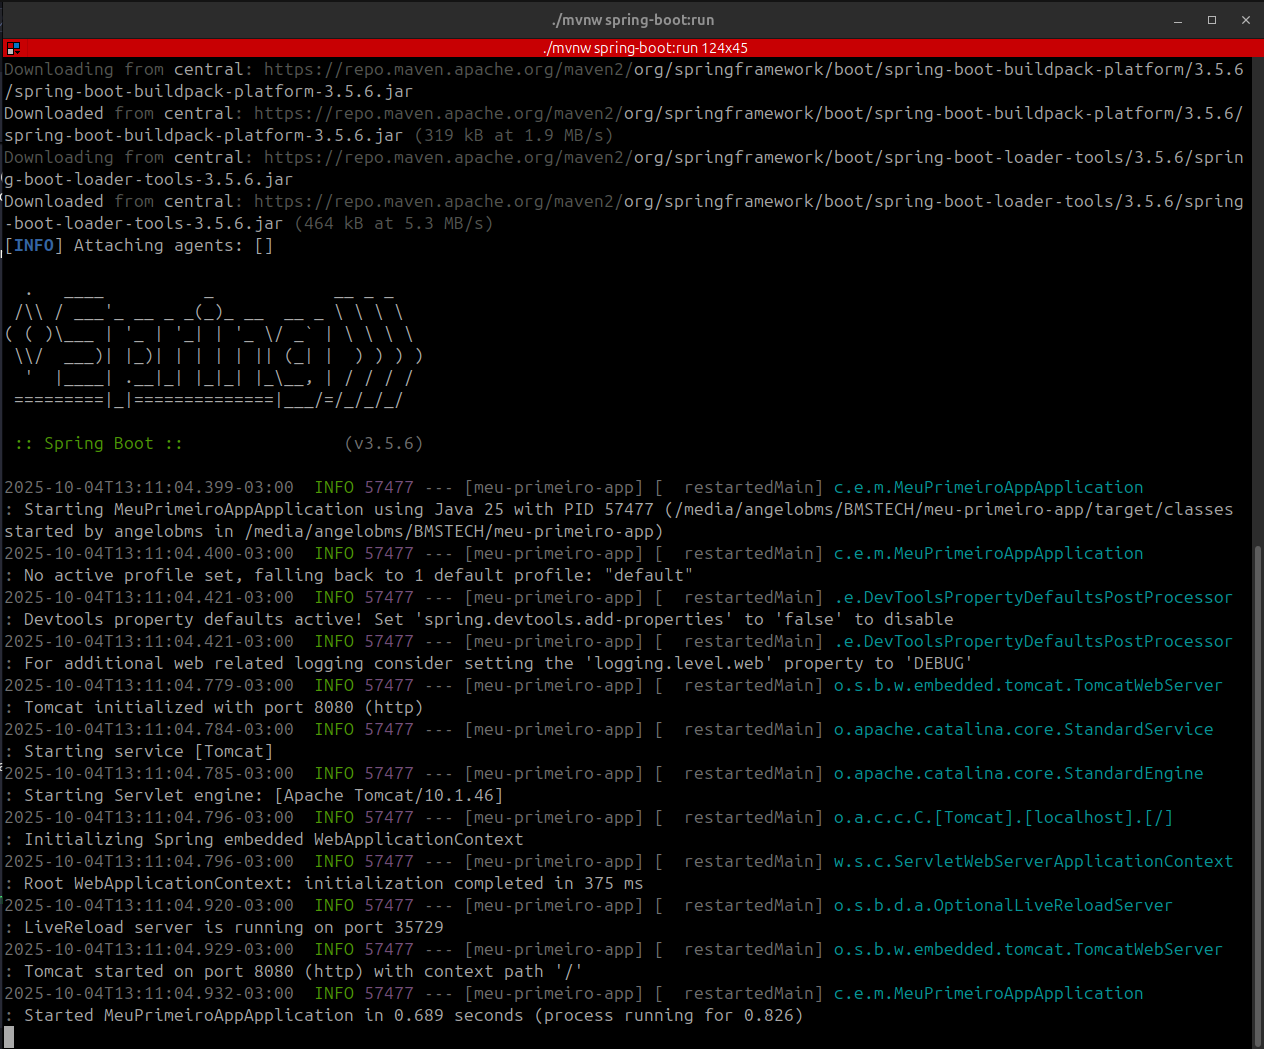 ./mvnw spring-boot:run
./mvnw spring-boot:run 124x45
Downloading from central: https://repo.maven.apache.org/maven2/org/springframework/boot/spring-boot-buildpack-platform/3.5.6
/spring-boot-buildpack-platform-3.5.6.jar
Downloaded from central: https://repo.maven.apache.org/maven2/org/springframework/boot/spring-boot-buildpack-platform/3.5.6/
spring-boot-buildpack-platform-3.5.6.jar (319 kB at 1.9 MB/s)
Downloading from central: https://repo.maven.apache.org/maven2/org/springframework/boot/spring-boot-loader-tools/3.5.6/sprin
g-boot-loader-tools-3.5.6.jar
Downloaded from central: https://repo.maven.apache.org/maven2/org/springframework/boot/spring-boot-loader-tools/3.5.6/spring
-boot-loader-tools-3.5.6.jar (464 kB at 5.3 MB/s)
[INFO] Attaching agents: []
  .   ____          _            __ _ _
 /\\ / ___'_ __ _ _(_)_ __  __ _ \ \ \ \
( ( )\___ | '_ | '_| | '_ \/ _` | \ \ \ \
 \\/  ___)| |_)| | | | | || (_| |  ) ) ) )
  '  |____| .__|_| |_|_| |_\__, | / / / /
 =========|_|==============|___/=/_/_/_/
 :: Spring Boot ::                (v3.5.6)
2025-10-04T13:11:04.399-03:00  INFO 57477 --- [meu-primeiro-app] [  restartedMain] c.e.m.MeuPrimeiroAppApplication
: Starting MeuPrimeiroAppApplication using Java 25 with PID 57477 (/media/angelobms/BMSTECH/meu-primeiro-app/target/classes
started by angelobms in /media/angelobms/BMSTECH/meu-primeiro-app)
2025-10-04T13:11:04.400-03:00  INFO 57477 --- [meu-primeiro-app] [  restartedMain] c.e.m.MeuPrimeiroAppApplication
: No active profile set, falling back to 1 default profile: "default"
2025-10-04T13:11:04.421-03:00  INFO 57477 --- [meu-primeiro-app] [  restartedMain] .e.DevToolsPropertyDefaultsPostProcessor
: Devtools property defaults active! Set 'spring.devtools.add-properties' to 'false' to disable
2025-10-04T13:11:04.421-03:00  INFO 57477 --- [meu-primeiro-app] [  restartedMain] .e.DevToolsPropertyDefaultsPostProcessor
: For additional web related logging consider setting the 'logging.level.web' property to 'DEBUG'
2025-10-04T13:11:04.779-03:00  INFO 57477 --- [meu-primeiro-app] [  restartedMain] o.s.b.w.embedded.tomcat.TomcatWebServer
: Tomcat initialized with port 8080 (http)
2025-10-04T13:11:04.784-03:00  INFO 57477 --- [meu-primeiro-app] [  restartedMain] o.apache.catalina.core.StandardService
: Starting service [Tomcat]
2025-10-04T13:11:04.785-03:00  INFO 57477 --- [meu-primeiro-app] [  restartedMain] o.apache.catalina.core.StandardEngine
: Starting Servlet engine: [Apache Tomcat/10.1.46]
2025-10-04T13:11:04.796-03:00  INFO 57477 --- [meu-primeiro-app] [  restartedMain] o.a.c.c.C.[Tomcat].[localhost].[/]
: Initializing Spring embedded WebApplicationContext
2025-10-04T13:11:04.796-03:00  INFO 57477 --- [meu-primeiro-app] [  restartedMain] w.s.c.ServletWebServerApplicationContext
: Root WebApplicationContext: initialization completed in 375 ms
2025-10-04T13:11:04.920-03:00  INFO 57477 --- [meu-primeiro-app] [  restartedMain] o.s.b.d.a.OptionalLiveReloadServer
: LiveReload server is running on port 35729
2025-10-04T13:11:04.929-03:00  INFO 57477 --- [meu-primeiro-app] [  restartedMain] o.s.b.w.embedded.tomcat.TomcatWebServer
: Tomcat started on port 8080 (http) with context path '/'
2025-10-04T13:11:04.932-03:00  INFO 57477 --- [meu-primeiro-app] [  restartedMain] c.e.m.MeuPrimeiroAppApplication
: Started MeuPrimeiroAppApplication in 0.689 seconds (process running for 0.826)